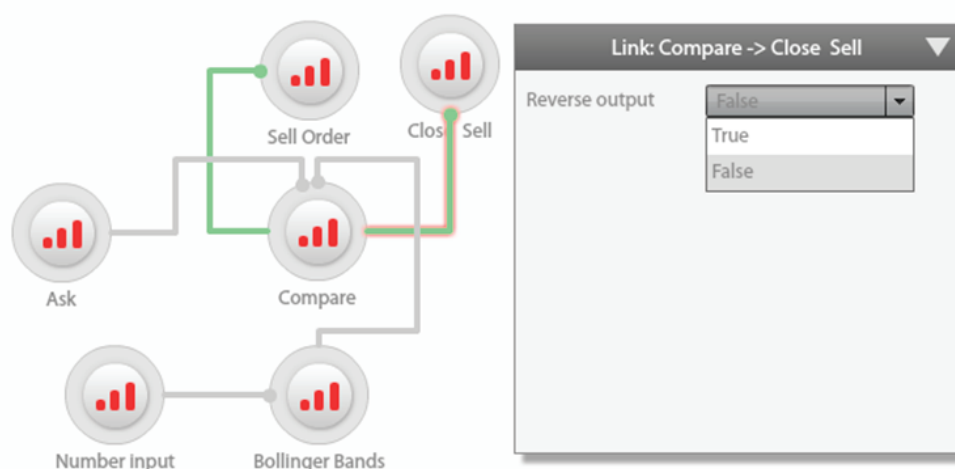 Link: Compare -> Close Sell
Reverse output
False
True
False
Sell Order
Close Sell
Ask
Compare
Number input
Bollinger Bands